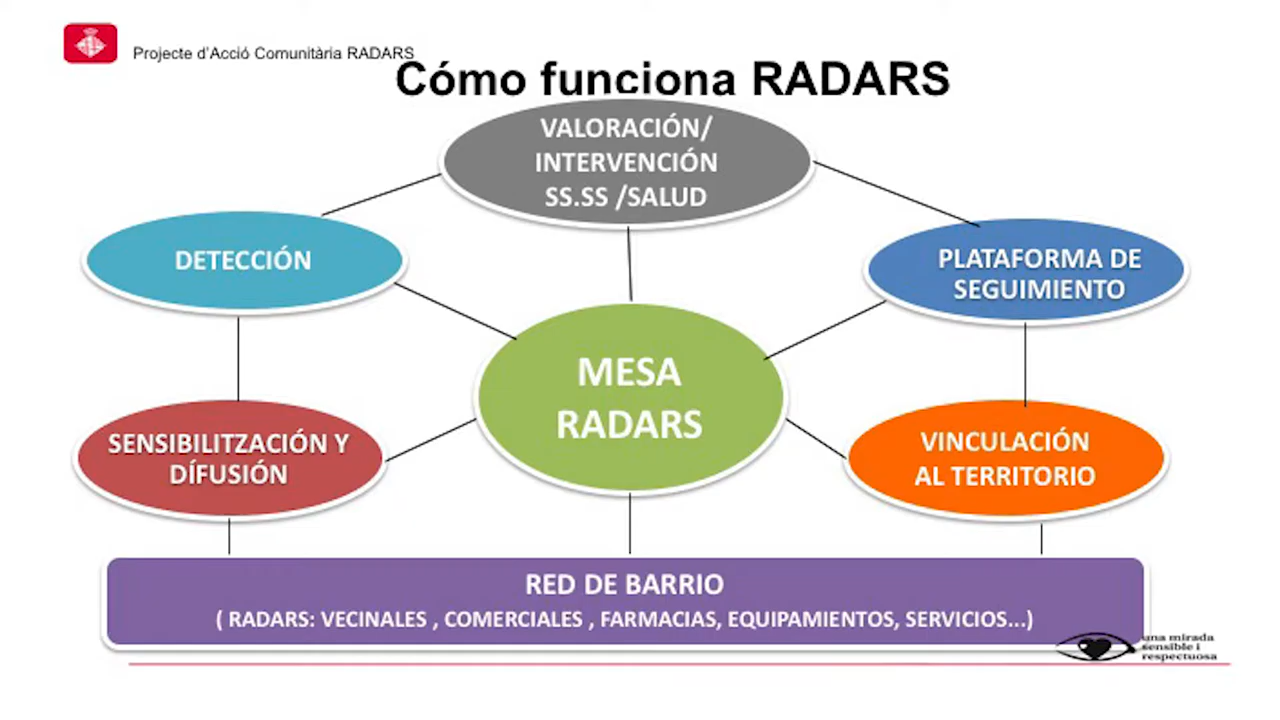 Projecte d'Acció Comunitària RADARS
Cómo funciona RADARS
VALORACIÓN/
INTERVENCIÓN
SS.SS /SALUD
DETECCIÓN
PLATAFORMA DE
SEGUIMIENTO
MESA
RADARS
SENSIBILITZACIÓN Y
DÍFUSIÓN
VINCULACIÓN
AL TERRITORIO
RED DE BARRIO
( RADARS: VECINALES , COMERCIALES , FARMACIAS, EQUIPAMIENTOS, SERVICIOS...)
una mirada
sensible i
respectuosa